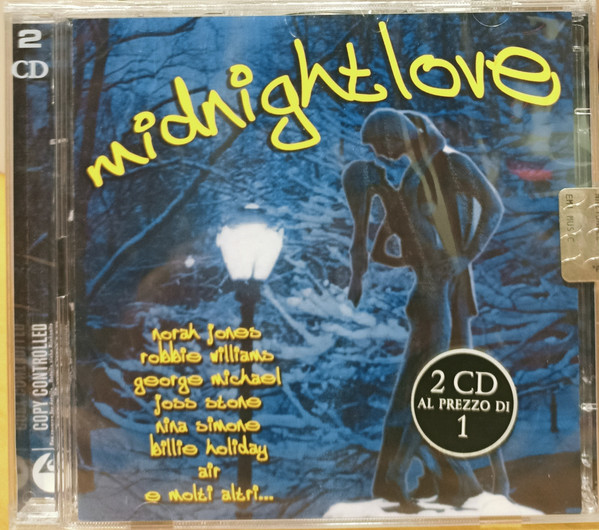 2
CD
midnightlove
norah jones
robbie williams
george michael
joss stone
nina simone
billie holiday
air
e molti altri...
2 CD
AL PREZZO DI
1
COPY CONTROLLED